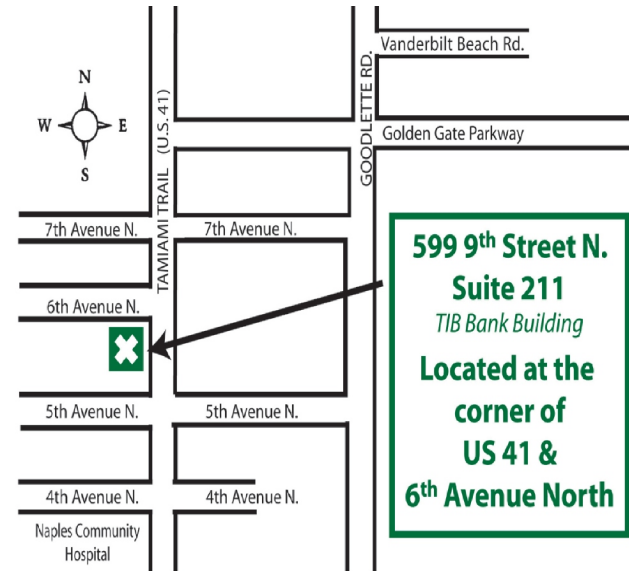 Vanderbilt Beach Rd.
N
W E
S
TAMIAMI TRAIL (U.S. 41)
GOODLETTE RD.
Golden Gate Parkway
7th Avenue N.
7th Avenue N.
6th Avenue N.
5th Avenue N.
5th Avenue N.
4th Avenue N.
4th Avenue N.
Naples Community
Hospital
599 9th Street N.
Suite 211
TIB Bank Building
Located at the
corner of
US 41 &
6th Avenue North